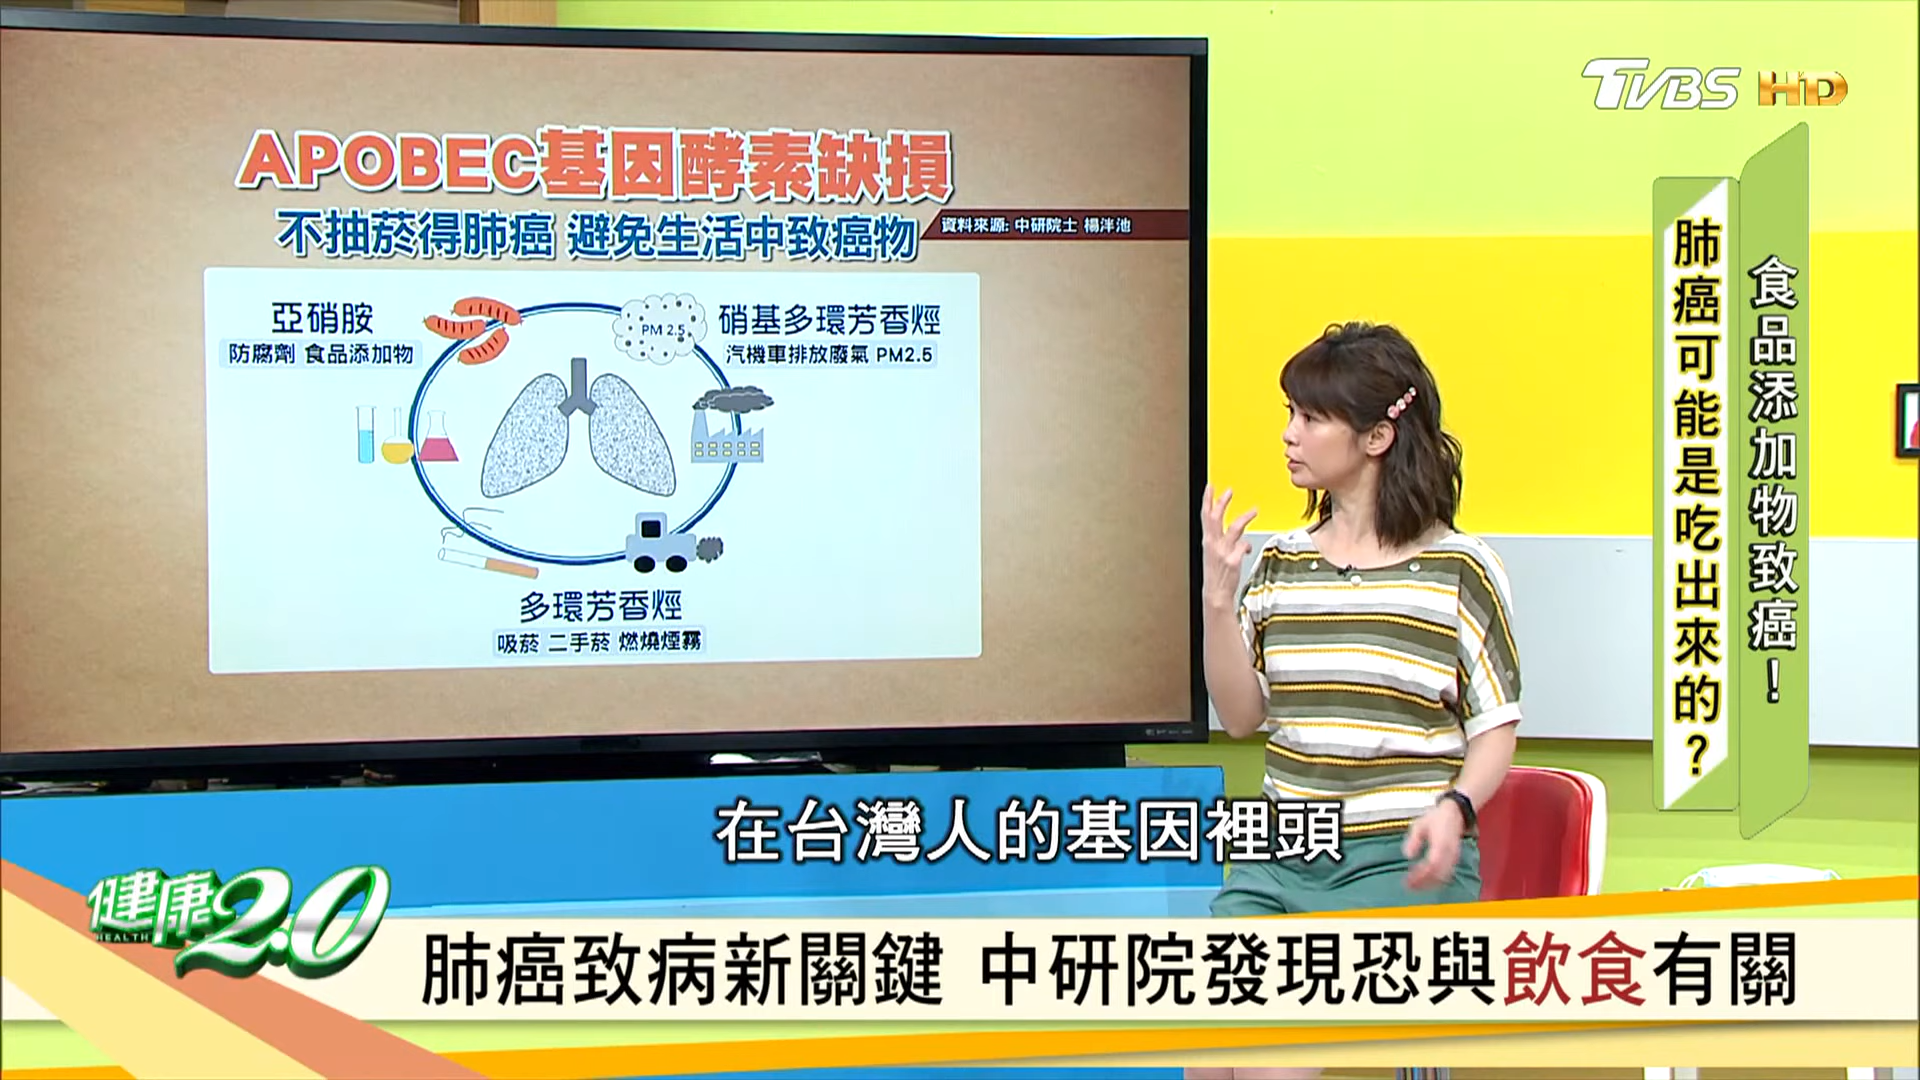 TVBS HD
APOBEC基因酵素缺損
不抽菸得肺癌 避免生活中致癌物
資料來源: 中研院士 楊泮池
亞硝胺
防腐劑 食品添加物
PM 2.5
硝基多環芳香烴
汽機車排放廢氣 PM2.5
多環芳香烴
吸菸 二手菸 燃燒煙霧
食品添加物致癌！
肺癌可能是吃出來的？
在台灣人的基因裡頭
健康2.0
HEALTH
肺癌致病新關鍵 中研院發現恐與飲食有關